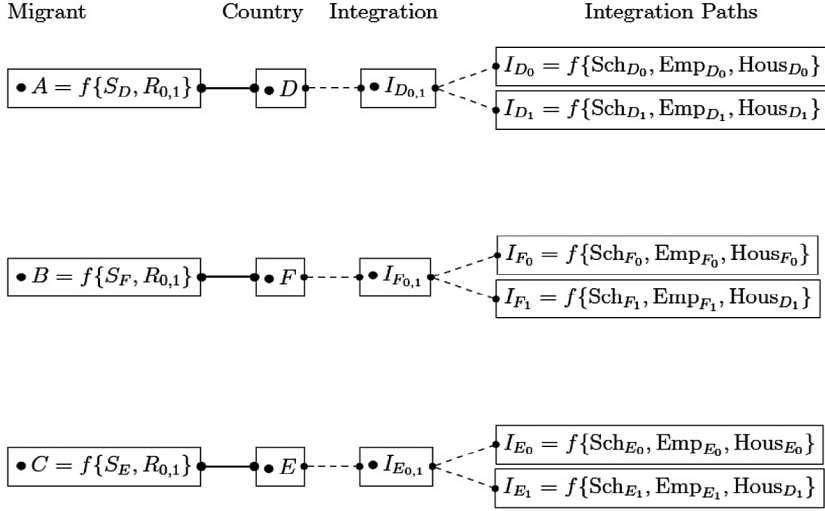 Migrant Country Integration Integration Paths
• A = f{S_D, R_{0,1}} • D • I_{D_{0,1}} I_{D_0} = f{Sch_{D_0}, Emp_{D_0}, Hous_{D_0}}
I_{D_1} = f{Sch_{D_1}, Emp_{D_1}, Hous_{D_1}}
• B = f{S_F, R_{0,1}} • F • I_{F_{0,1}} I_{F_0} = f{Sch_{F_0}, Emp_{F_0}, Hous_{F_0}}
I_{F_1} = f{Sch_{F_1}, Emp_{F_1}, Hous_{D_1}}
• C = f{S_E, R_{0,1}} • E • I_{E_{0,1}} I_{E_0} = f{Sch_{E_0}, Emp_{E_0}, Hous_{E_0}}
I_{E_1} = f{Sch_{E_1}, Emp_{E_1}, Hous_{D_1}}